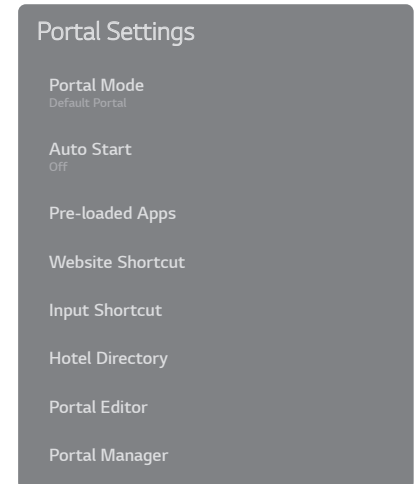 Portal Settings
Portal Mode
Default Portal
Auto Start
Off
Pre-loaded Apps
Website Shortcut
Input Shortcut
Hotel Directory
Portal Editor
Portal Manager